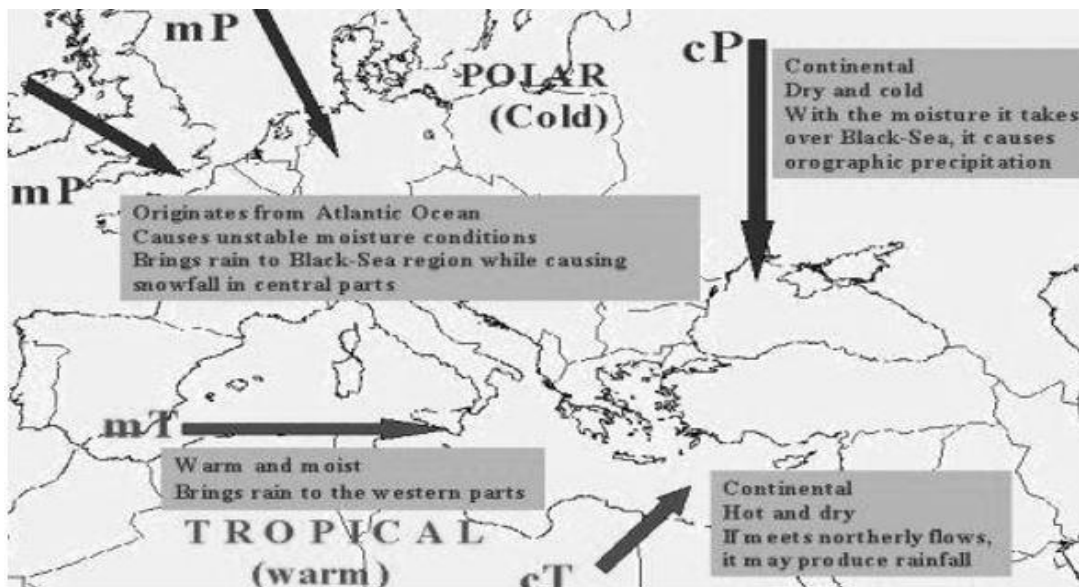 mP
cP
POLAR
(Cold)
Continental
Dry and cold
With the moisture it takes
over Black-Sea, it causes
orographic precipitation
mP
Originates from Atlantic Ocean
Causes unstable moisture conditions
Brings rain to Black-Sea region while causing
snowfall in central parts
mT
Warm and moist
Brings rain to the western parts
Continental
Hot and dry
If meets northerly flows,
it may produce rainfall
TROPICAL
(warm)
cT